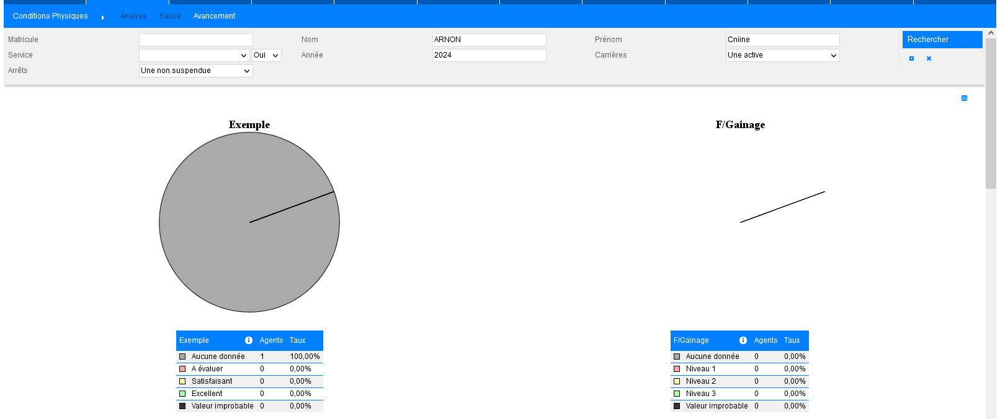 Conditions Physiques Analyse Saisie Avancement
Matricule Nom ARNON Prénom Cniine Rechercher
Service Oui Année 2024 Carrières Une active
Arrêts Une non suspendue
Exemple F/Gainage
Exemple Agents Taux
Aucune donnée 1 100,00%
A évaluer 0 0,00%
Satisfaisant 0 0,00%
Excellent 0 0,00%
Valeur improbable 0 0,00%
F/Gainage Agents Taux
Aucune donnée 0 0,00%
Niveau 1 0 0,00%
Niveau 2 0 0,00%
Niveau 3 0 0,00%
Valeur improbable 0 0,00%